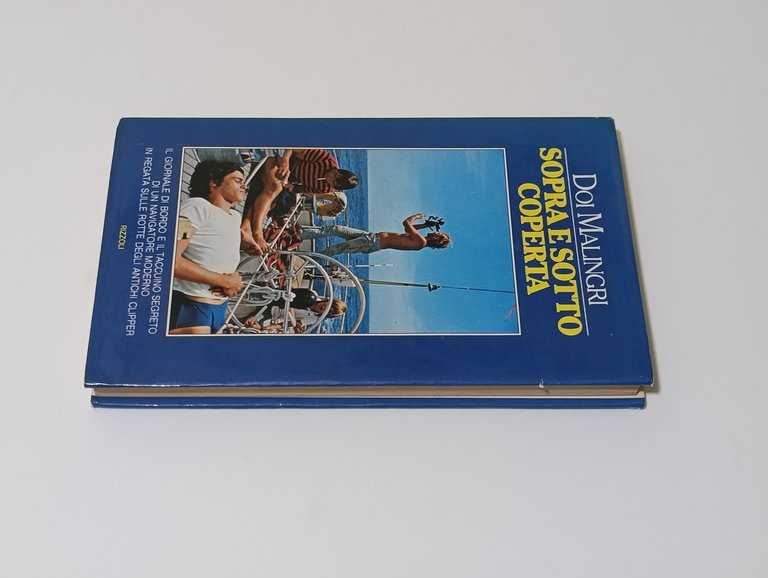 DOI MALINGRI
SOPRA E SOTTO
COPERTA
IL GIORNALE DI BORDO E IL TACCUINO SEGRETO
DI UN NAVIGATORE MODERNO
IN REGATA SULLE ROTTE DEGLI ANTICHI CLIPPER
RIZZOLI